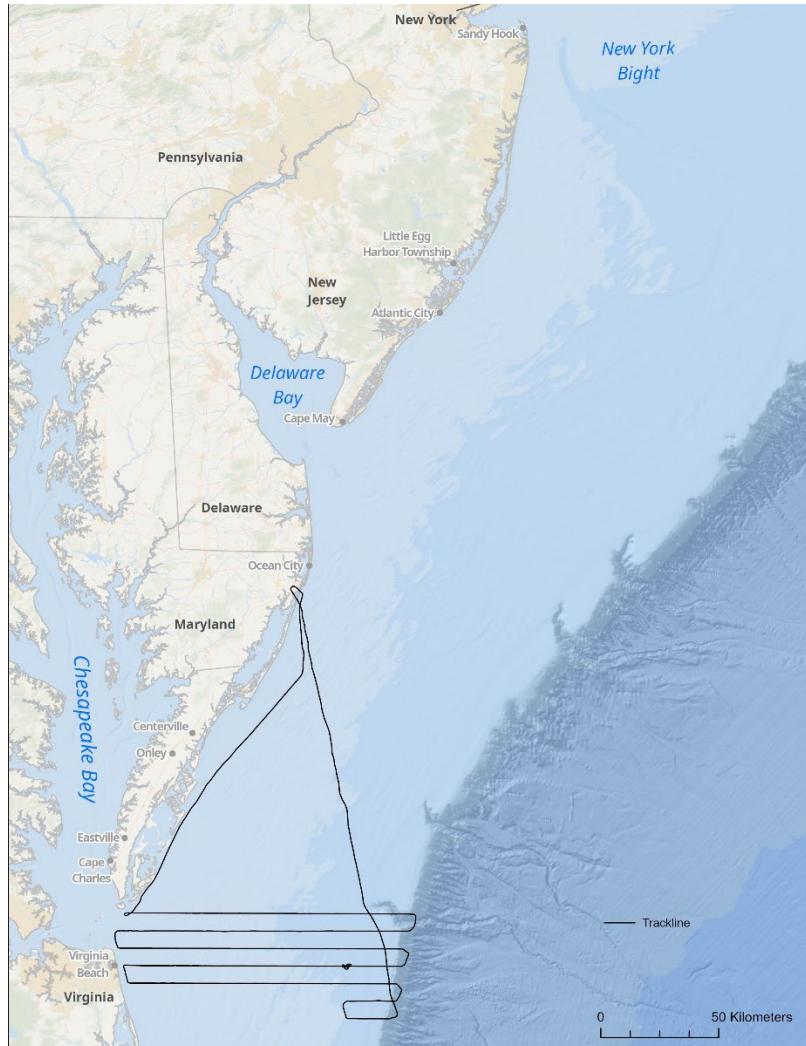 New York
Sandy Hook
New York
Bight
Pennsylvania
Little Egg
Harbor Township
New
Jersey
Atlantic City
Delaware
Bay
Cape May
Delaware
Ocean City
Maryland
Chesapeake Bay
Centerville
Onley
Eastville
Cape
Charles
Trackline
Virginia
Beach
Virginia
0 50 Kilometers